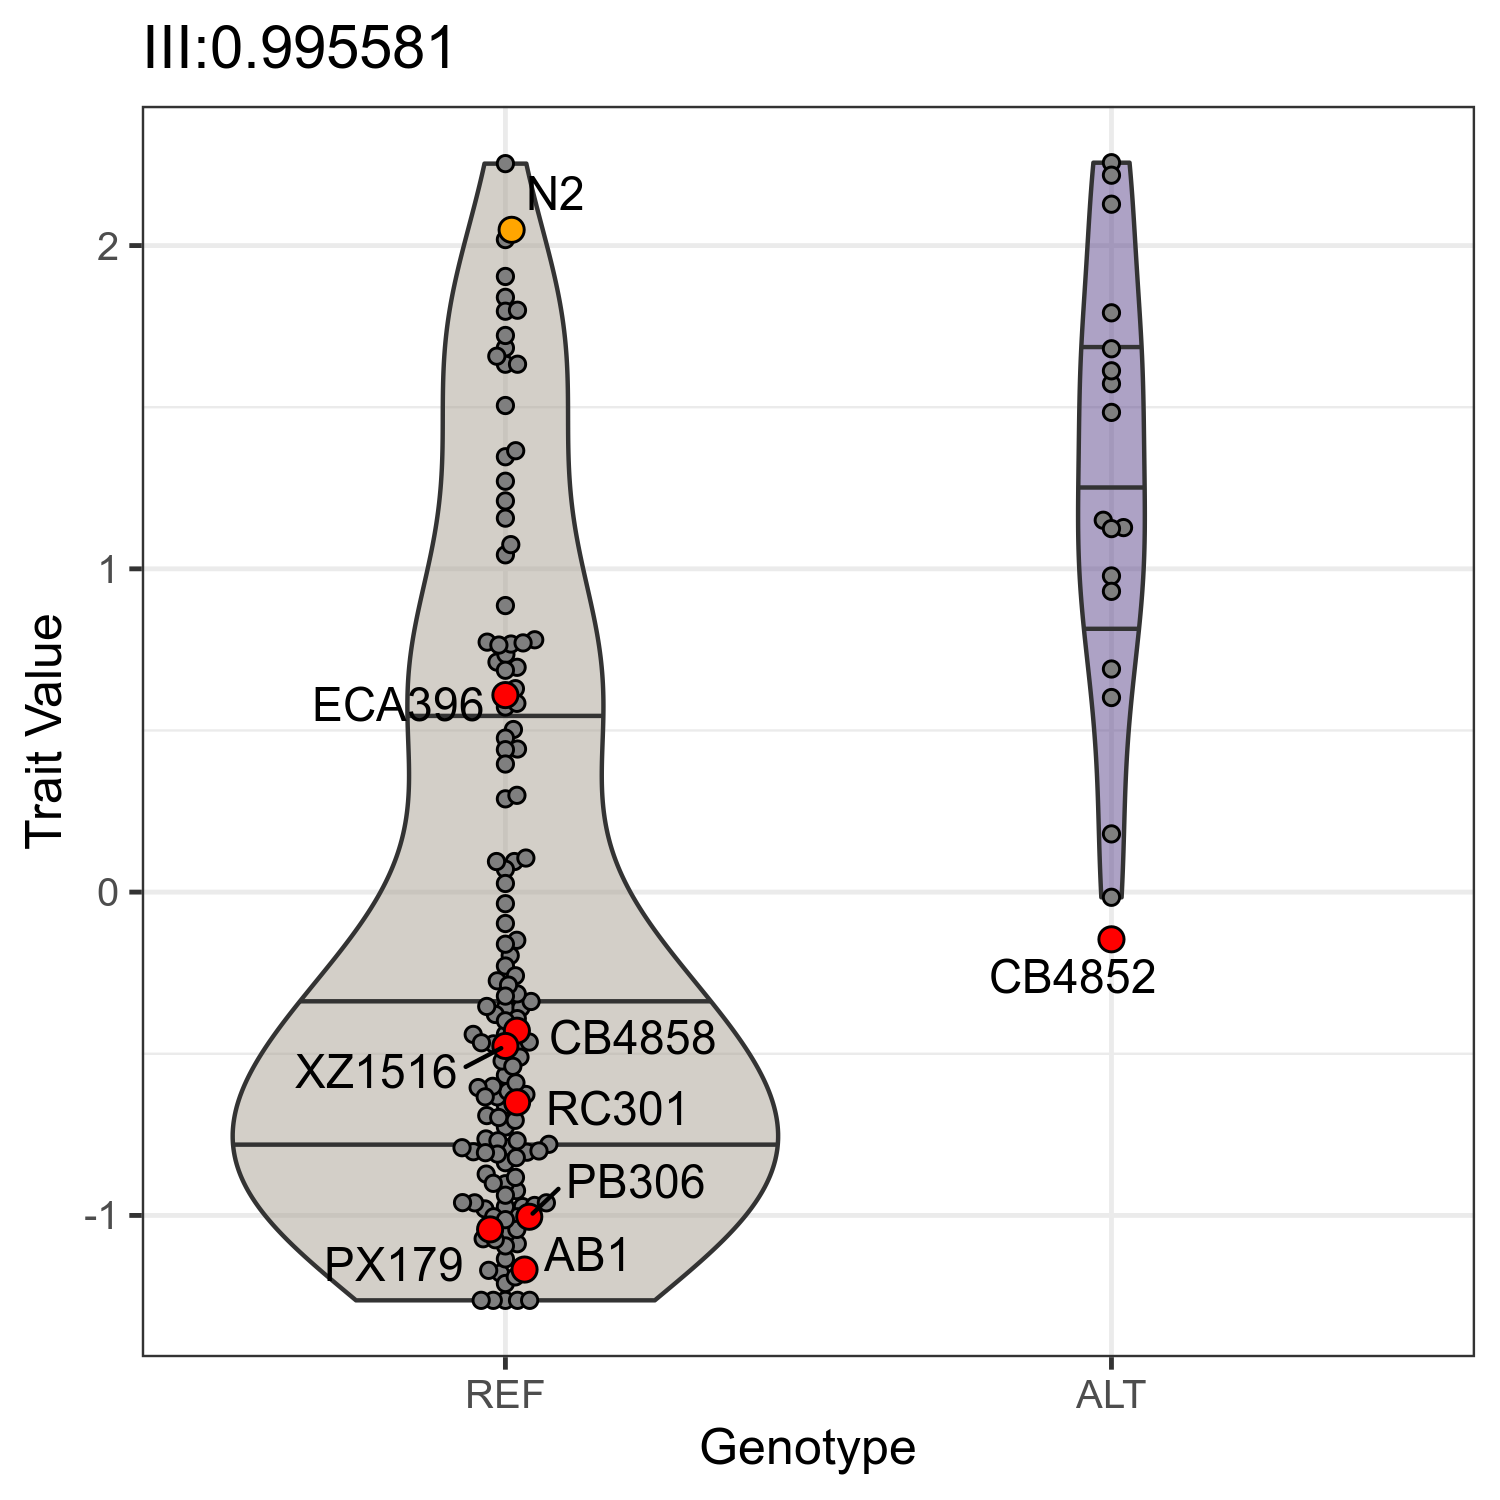 III:0.995581
N2
2
1
ECA396
Trait Value
0
CB4852
CB4858
XZ1516
RC301
PB306
-1
AB1
PX179
REF
ALT
Genotype